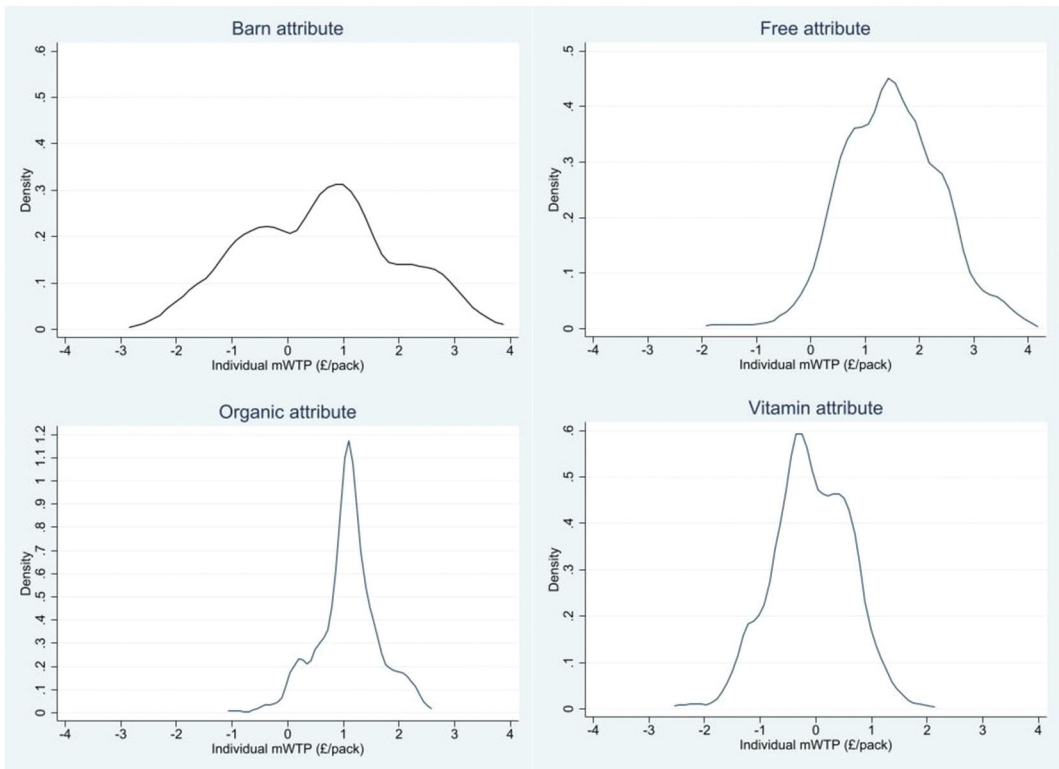 Barn attribute
Density
0 .1 .2 .3 .4 .5 .6
-4 -3 -2 -1 0 1 2 3 4
Individual mWTP (£/pack)
Free attribute
Density
0 .1 .2 .3 .4 .5
-4 -3 -2 -1 0 1 2 3 4
Individual mWTP (£/pack)
Organic attribute
Density
0 .1 .2 .3 .4 .5 .6 .7 .8 .9 1 1.1 1.2
-4 -3 -2 -1 0 1 2 3 4
Individual mWTP (£/pack)
Vitamin attribute
Density
0 .1 .2 .3 .4 .5 .6
-4 -3 -2 -1 0 1 2 3 4
Individual mWTP (£/pack)